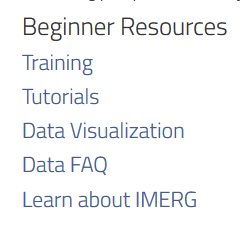 Beginner Resources
Training
Tutorials
Data Visualization
Data FAQ
Learn about IMERG